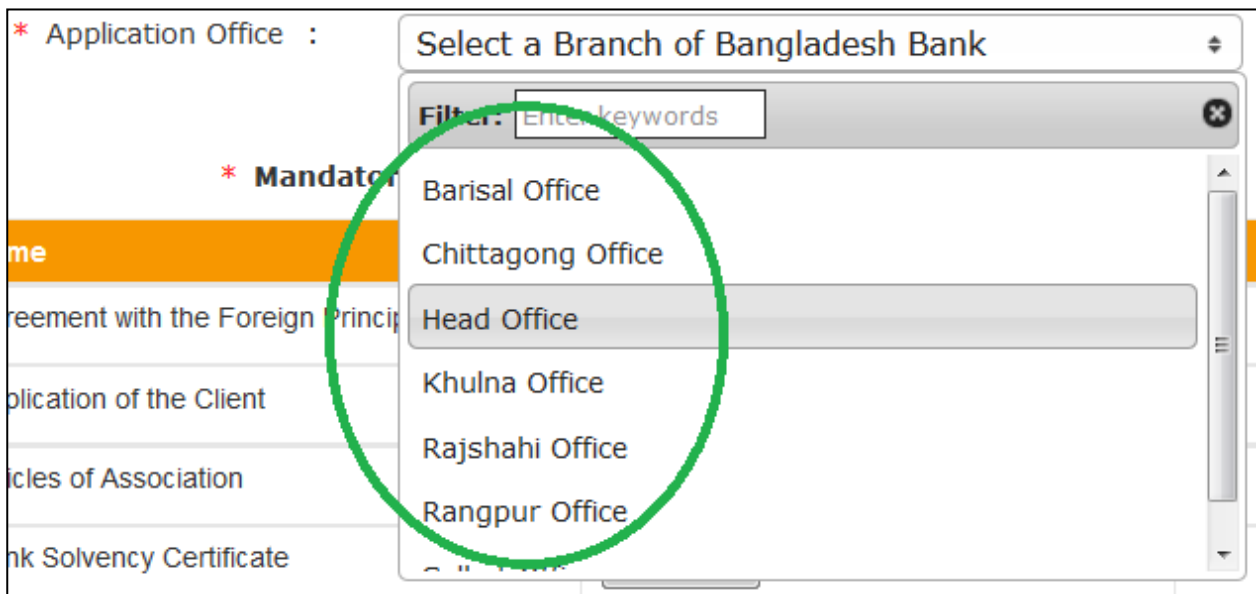 * Application Office :
Select a Branch of Bangladesh Bank
Filter: Enter keywords
* Mandator
Barisal Office
me
Chittagong Office
reement with the Foreign Princip
Head Office
plication of the Client
Khulna Office
icles of Association
Rajshahi Office
Rangpur Office
nk Solvency Certificate